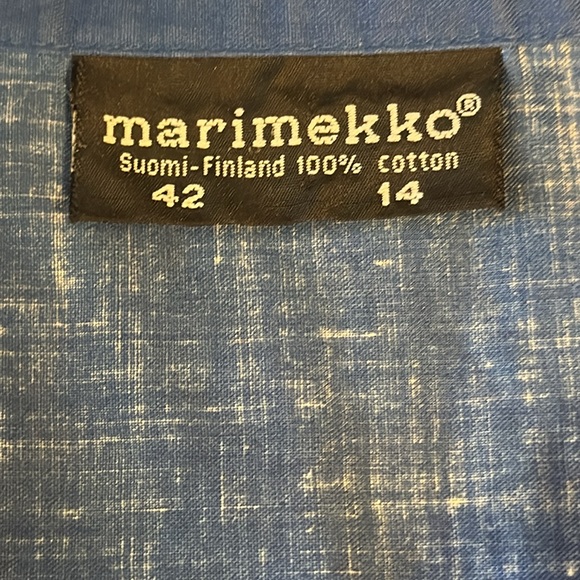 marimekko®
Suomi-Finland 100% cotton
42 14